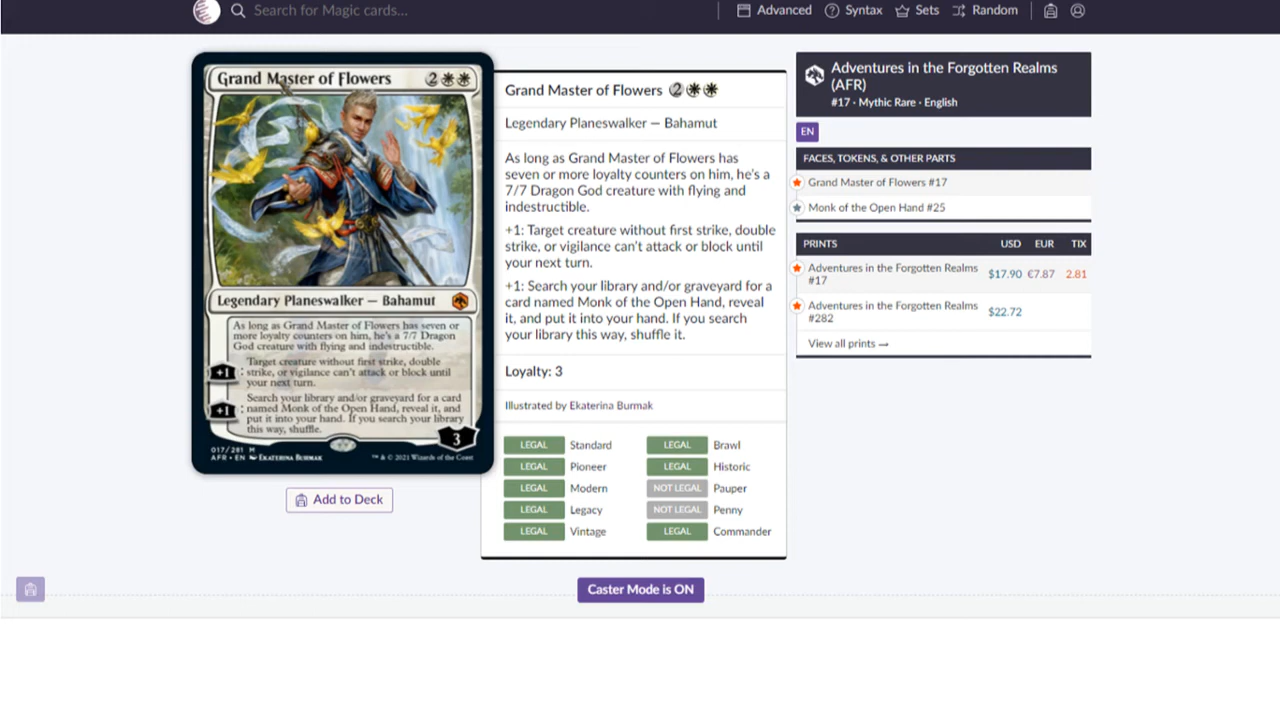 Search for Magic cards...
Advanced
Syntax
Sets
Random
Grand Master of Flowers 2
Legendary Planeswalker — Bahamut
As long as Grand Master of Flowers has seven or
more loyalty counters on him, he's a 7/7 Dragon
God creature with flying and indestructible.
+1 : Target creature without first strike, double
strike, or vigilance can't attack or block until
your next turn.
+1 : Search your library and/or graveyard for a card
named Monk of the Open Hand, reveal it, and
put it into your hand. If you search your library
this way, shuffle.
3
017/281 M
AFR • EN EKATERINA BURMAK
™ & © 2021 Wizards of the Coast
Add to Deck
Grand Master of Flowers 2
Legendary Planeswalker — Bahamut
As long as Grand Master of Flowers has
seven or more loyalty counters on him, he's a
7/7 Dragon God creature with flying and
indestructible.
+1: Target creature without first strike, double
strike, or vigilance can't attack or block until
your next turn.
+1: Search your library and/or graveyard for a
card named Monk of the Open Hand, reveal
it, and put it into your hand. If you search
your library this way, shuffle it.
Loyalty: 3
Illustrated by Ekaterina Burmak
LEGAL Standard LEGAL Brawl
LEGAL Pioneer LEGAL Historic
LEGAL Modern NOT LEGAL Pauper
LEGAL Legacy NOT LEGAL Penny
LEGAL Vintage LEGAL Commander
Adventures in the Forgotten Realms
(AFR)
#17 · Mythic Rare · English
EN
FACES, TOKENS, & OTHER PARTS
Grand Master of Flowers #17
Monk of the Open Hand #25
PRINTS USD EUR TIX
Adventures in the Forgotten Realms
#17 $17.90 €7.87 2.81
Adventures in the Forgotten Realms
#282 $22.72
View all prints →
Caster Mode is ON